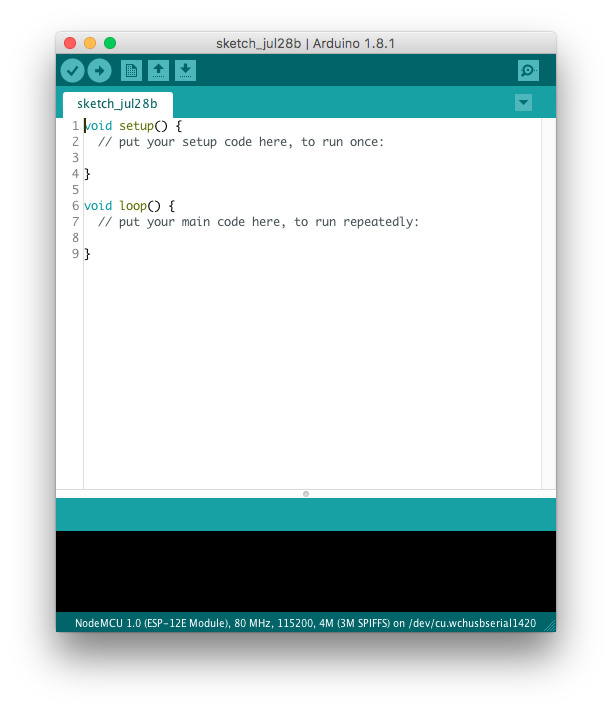 sketch_jul28b | Arduino 1.8.1
sketch_jul28b
1 void setup() {
2   // put your setup code here, to run once:
3
4 }
5
6 void loop() {
7   // put your main code here, to run repeatedly:
8
9 }
NodeMCU 1.0 (ESP-12E Module), 80 MHz, 115200, 4M (3M SPIFFS) on /dev/cu.wchusbserial1420